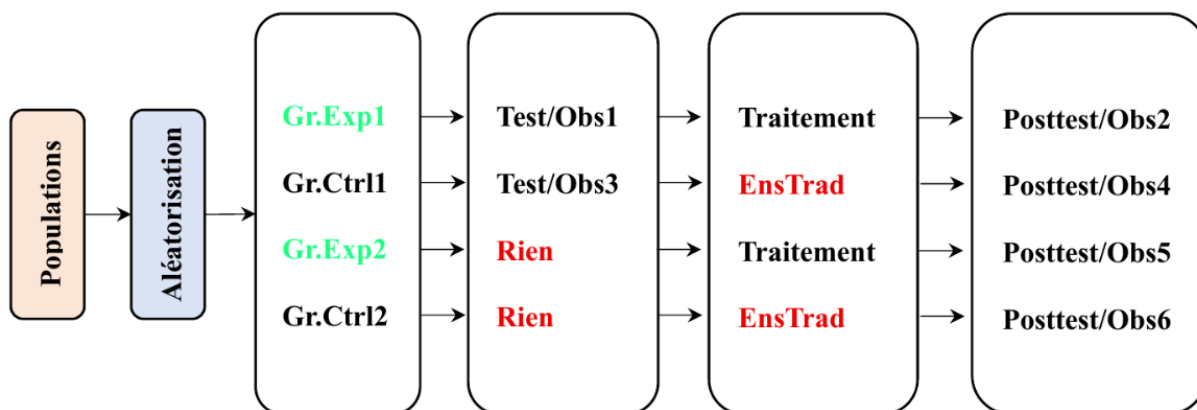 Populations
Aléatorisation
Gr.Exp1 Test/Obs1 Traitement Posttest/Obs2
Gr.Ctrl1 Test/Obs3 EnsTrad Posttest/Obs4
Gr.Exp2 Rien Traitement Posttest/Obs5
Gr.Ctrl2 Rien EnsTrad Posttest/Obs6